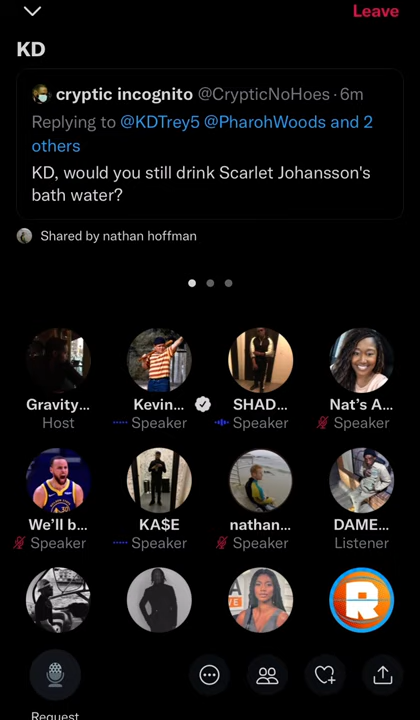 Leave
KD
cryptic incognito @CrypticNoHoes · 6m
Replying to @KDTrey5 @PharohWoods and 2
others
KD, would you still drink Scarlet Johansson's
bath water?
Shared by nathan hoffman
Gravity... Kevin... SHAD... Nat's A...
Host Speaker Speaker Speaker
We'll b... KA$E nathan... DAME...
Speaker Speaker Speaker Listener
R
Request